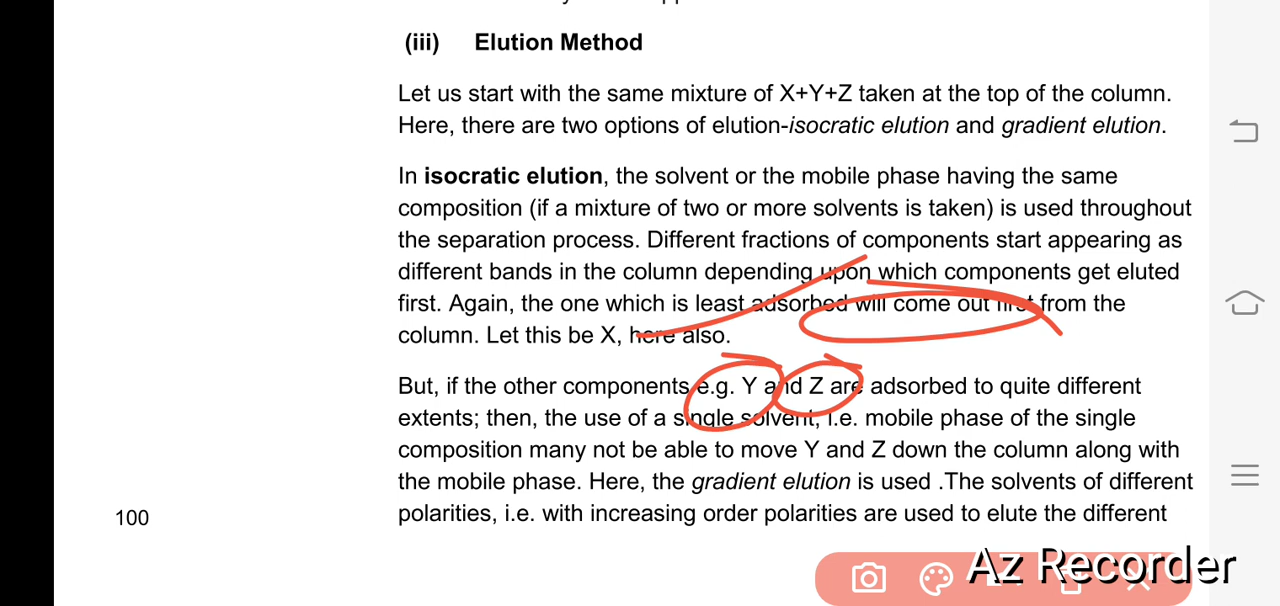 (iii) Elution Method
Let us start with the same mixture of X+Y+Z taken at the top of the column.
Here, there are two options of elution-isocratic elution and gradient elution.
In isocratic elution, the solvent or the mobile phase having the same
composition (if a mixture of two or more solvents is taken) is used throughout
the separation process. Different fractions of components start appearing as
different bands in the column depending upon which components get eluted
first. Again, the one which is least adsorbed will come out first from the
column. Let this be X, here also.
But, if the other components e.g. Y and Z are adsorbed to quite different
extents; then, the use of a single solvent, i.e. mobile phase of the single
composition many not be able to move Y and Z down the column along with
the mobile phase. Here, the gradient elution is used .The solvents of different
polarities, i.e. with increasing order polarities are used to elute the different
100
Az Recorder